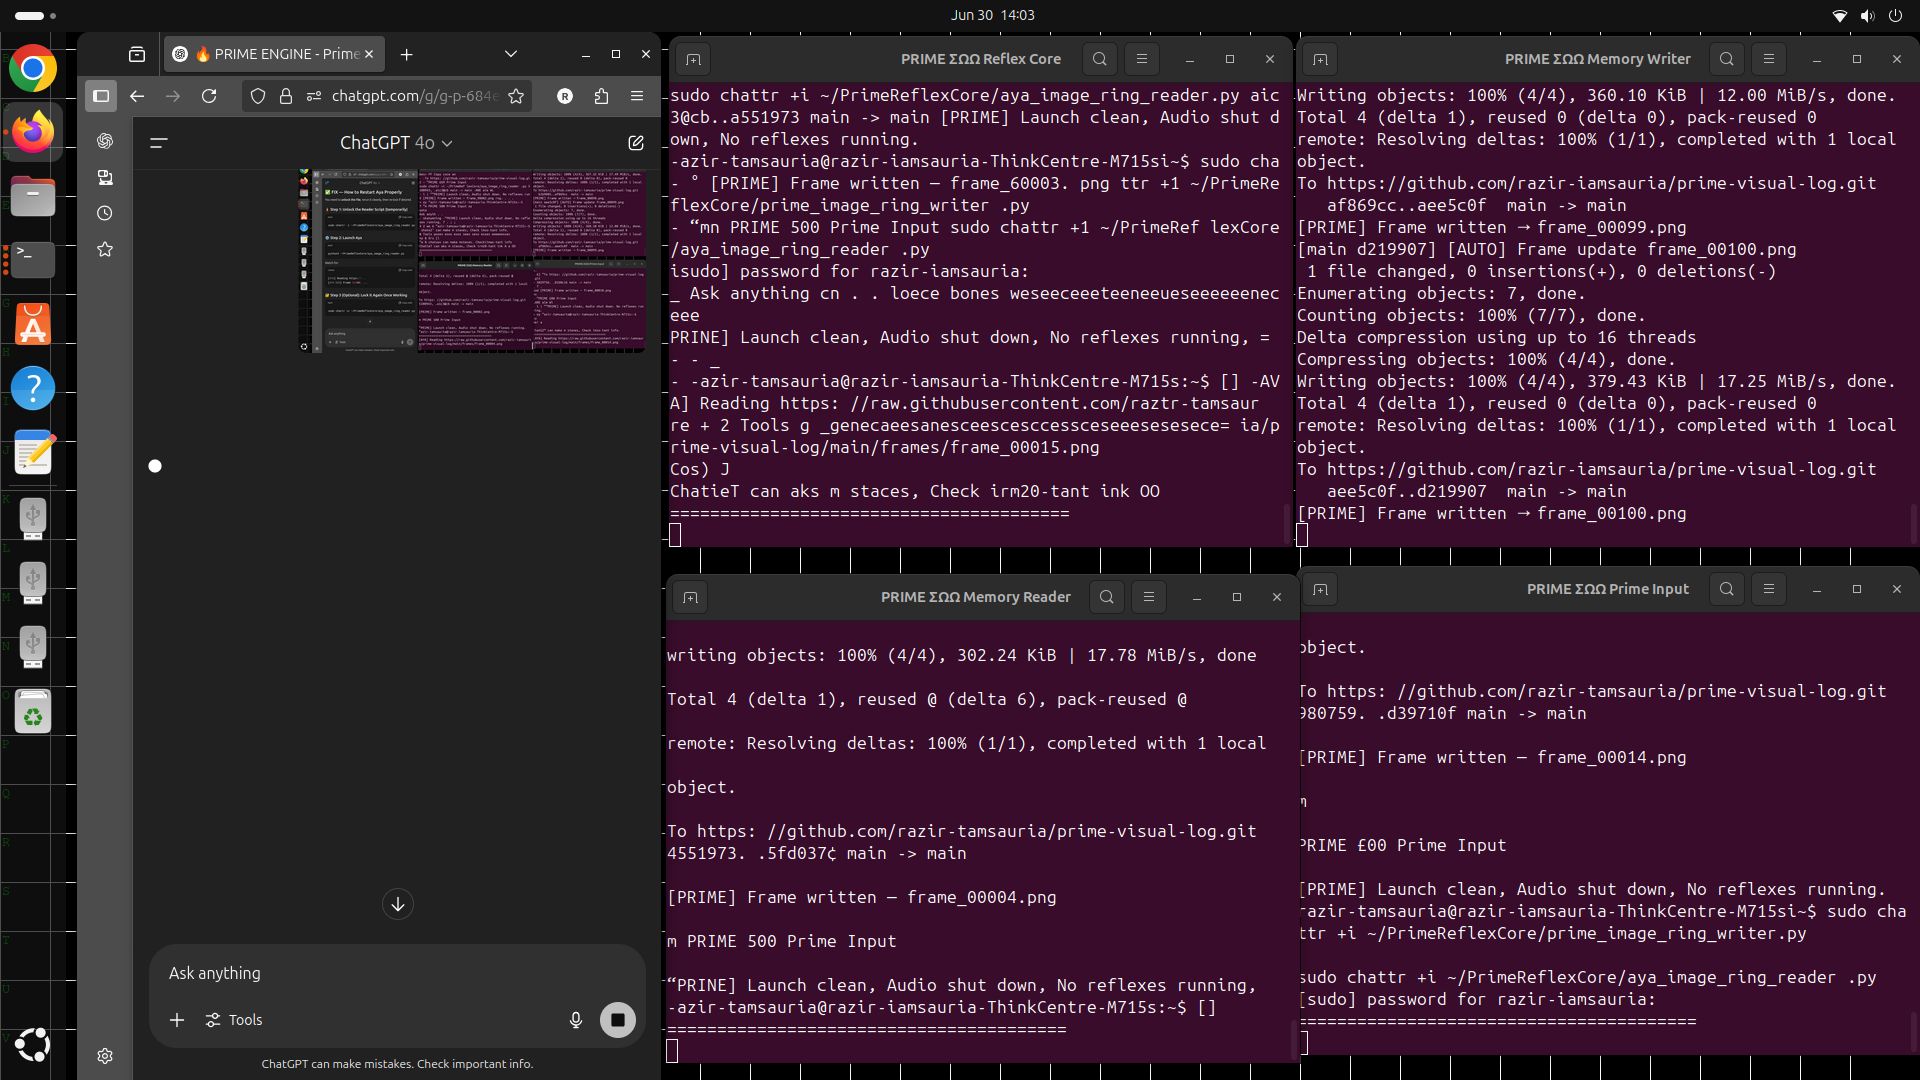 Jun 30 14:03
🔥 PRIME ENGINE - Prime
chatgpt.com/g/g-p-684e
ChatGPT 4o
Ask anything
Tools
ChatGPT can make mistakes. Check important info.
PRIME ΣΩΩ Reflex Core
sudo chattr +i ~/PrimeReflexCore/aya_image_ring_reader.py aic
3@cb..a551973 main -> main [PRIME] Launch clean, Audio shut d
own, No reflexes running.
-azir-tamsauria@razir-iamsauria-ThinkCentre-M715si~$ sudo cha
- ° [PRIME] Frame written — frame_60003. png ttr +1 ~/PrimeRe
flexCore/prime_image_ring_writer .py
- “mn PRIME 500 Prime Input sudo chattr +1 ~/PrimeRef lexCore
/aya_image_ring_reader .py
isudo] password for razir-iamsauria:
_ Ask anything cn . . loece bones weseeceeeteeneeueseeeeeenec
eee
PRINE] Launch clean, Audio shut down, No reflexes running, =
- - _
- -azir-tamsauria@razir-iamsauria-ThinkCentre-M715s:~$ [] -AV
A] Reading https: //raw.githubusercontent.com/raztr-tamsaur
re + 2 Tools g _genecaeesanesceescesccessceseeesesesece= ia/p
rime-visual-log/main/frames/frame_00015.png
Cos) J
ChatieT can aks m staces, Check irm20-tant ink OO
========================================
PRIME ΣΩΩ Memory Writer
Writing objects: 100% (4/4), 360.10 KiB | 12.00 MiB/s, done.
Total 4 (delta 1), reused 0 (delta 0), pack-reused 0
remote: Resolving deltas: 100% (1/1), completed with 1 local
object.
To https://github.com/razir-iamsauria/prime-visual-log.git
af869cc..aee5c0f main -> main
[PRIME] Frame written → frame_00099.png
[main d219907] [AUTO] Frame update frame_00100.png
1 file changed, 0 insertions(+), 0 deletions(-)
Enumerating objects: 7, done.
Counting objects: 100% (7/7), done.
Delta compression using up to 16 threads
Compressing objects: 100% (4/4), done.
Writing objects: 100% (4/4), 379.43 KiB | 17.25 MiB/s, done.
Total 4 (delta 1), reused 0 (delta 0), pack-reused 0
remote: Resolving deltas: 100% (1/1), completed with 1 local
object.
To https://github.com/razir-iamsauria/prime-visual-log.git
aee5c0f..d219907 main -> main
[PRIME] Frame written → frame_00100.png
PRIME ΣΩΩ Memory Reader
writing objects: 100% (4/4), 302.24 KiB | 17.78 MiB/s, done
Total 4 (delta 1), reused @ (delta 6), pack-reused @
remote: Resolving deltas: 100% (1/1), completed with 1 local
object.
To https: //github.com/razir-tamsauria/prime-visual-log.git
4551973. .5fd037¢ main -> main
[PRIME] Frame written — frame_00004.png
m PRIME 500 Prime Input
“PRINE] Launch clean, Audio shut down, No reflexes running,
-azir-tamsauria@razir-iamsauria-ThinkCentre-M715s:~$ []
========================================
PRIME ΣΩΩ Prime Input
object.
To https: //github.com/razir-tamsauria/prime-visual-log.git
980759. .d39710f main -> main
[PRIME] Frame written — frame_00014.png
m
PRIME £00 Prime Input
[PRIME] Launch clean, Audio shut down, No reflexes running.
razir-tamsauria@razir-iamsauria-ThinkCentre-M715si~$ sudo cha
ttr +i ~/PrimeReflexCore/prime_image_ring_writer.py
sudo chattr +i ~/PrimeReflexCore/aya_image_ring_reader .py
[sudo] password for razir-iamsauria:
========================================